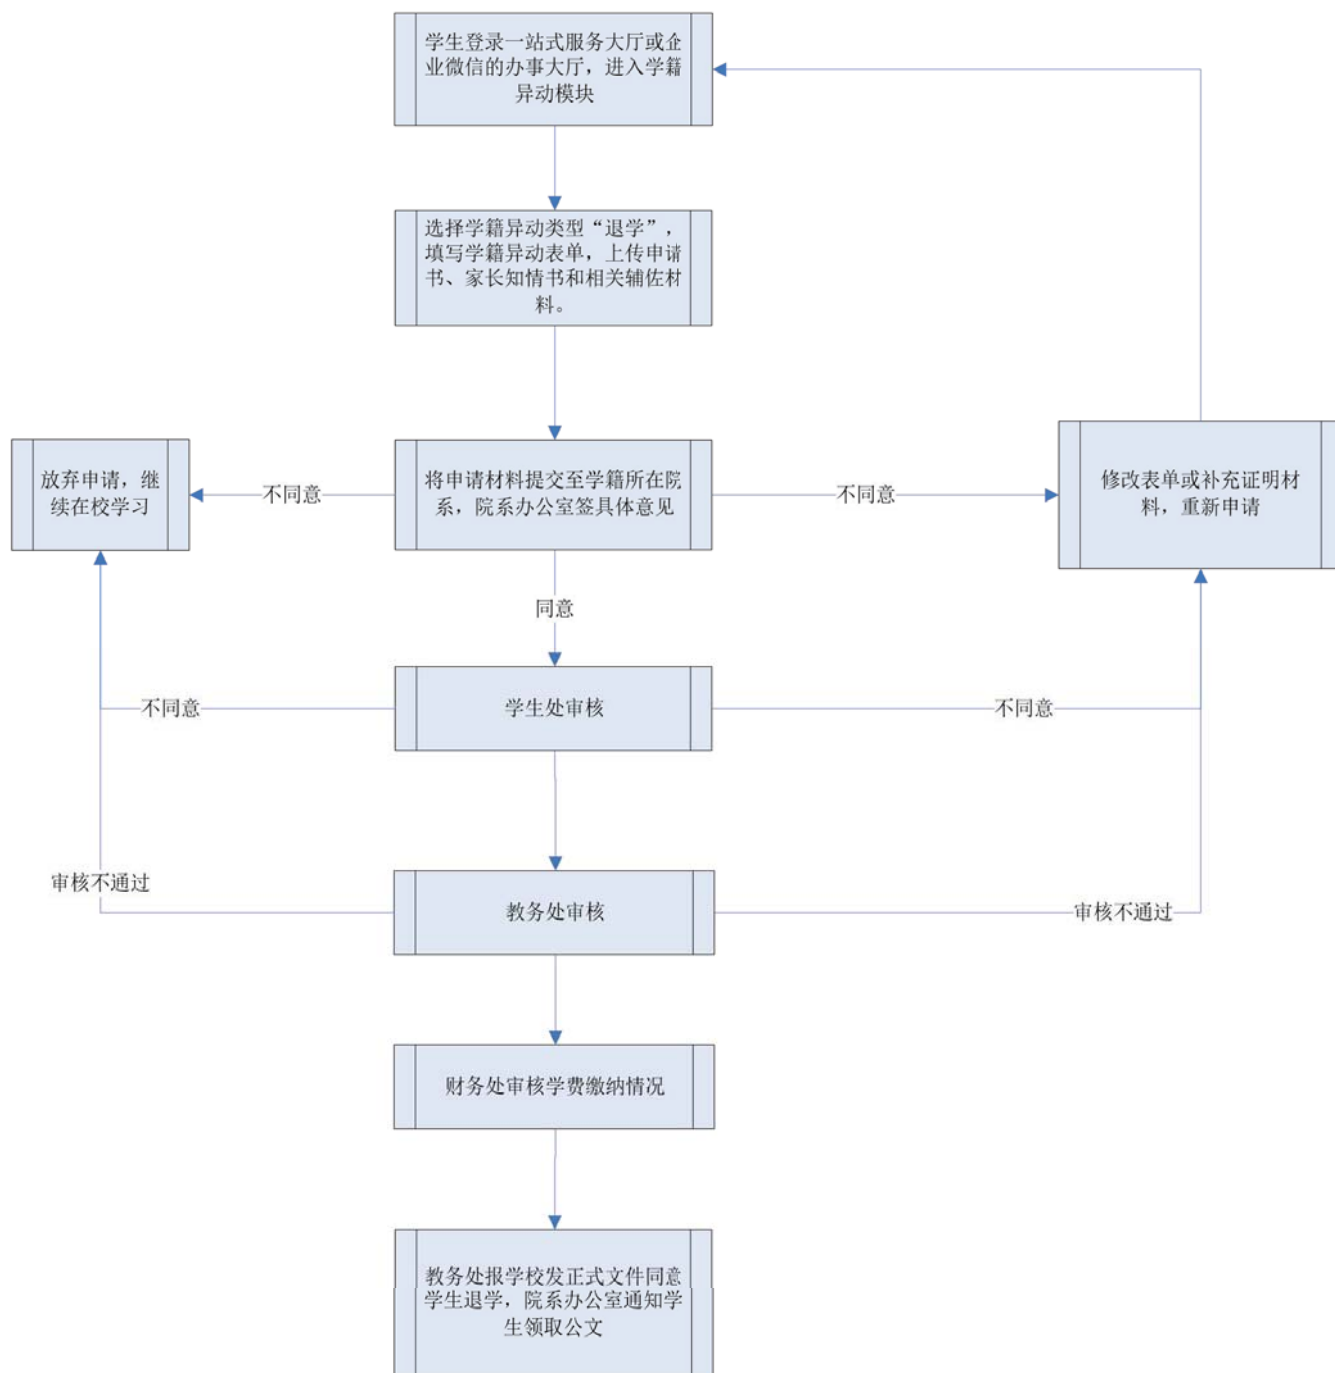 学生登录一站式服务大厅或企
业微信的办事大厅，进入学籍
异动模块
选择学籍异动类型“退学”，
填写学籍异动表单，上传申请
书、家长知情书和相关辅佐材
料。
放弃申请，继
续在校学习
不同意
将申请材料提交至学籍所在院
系，院系办公室签具体意见
不同意
修改表单或补充证明材
料，重新申请
同意
不同意
学生处审核
不同意
审核不通过
教务处审核
审核不通过
财务处审核学费缴纳情况
教务处报学校发正式文件同意
学生退学，院系办公室通知学
生领取公文